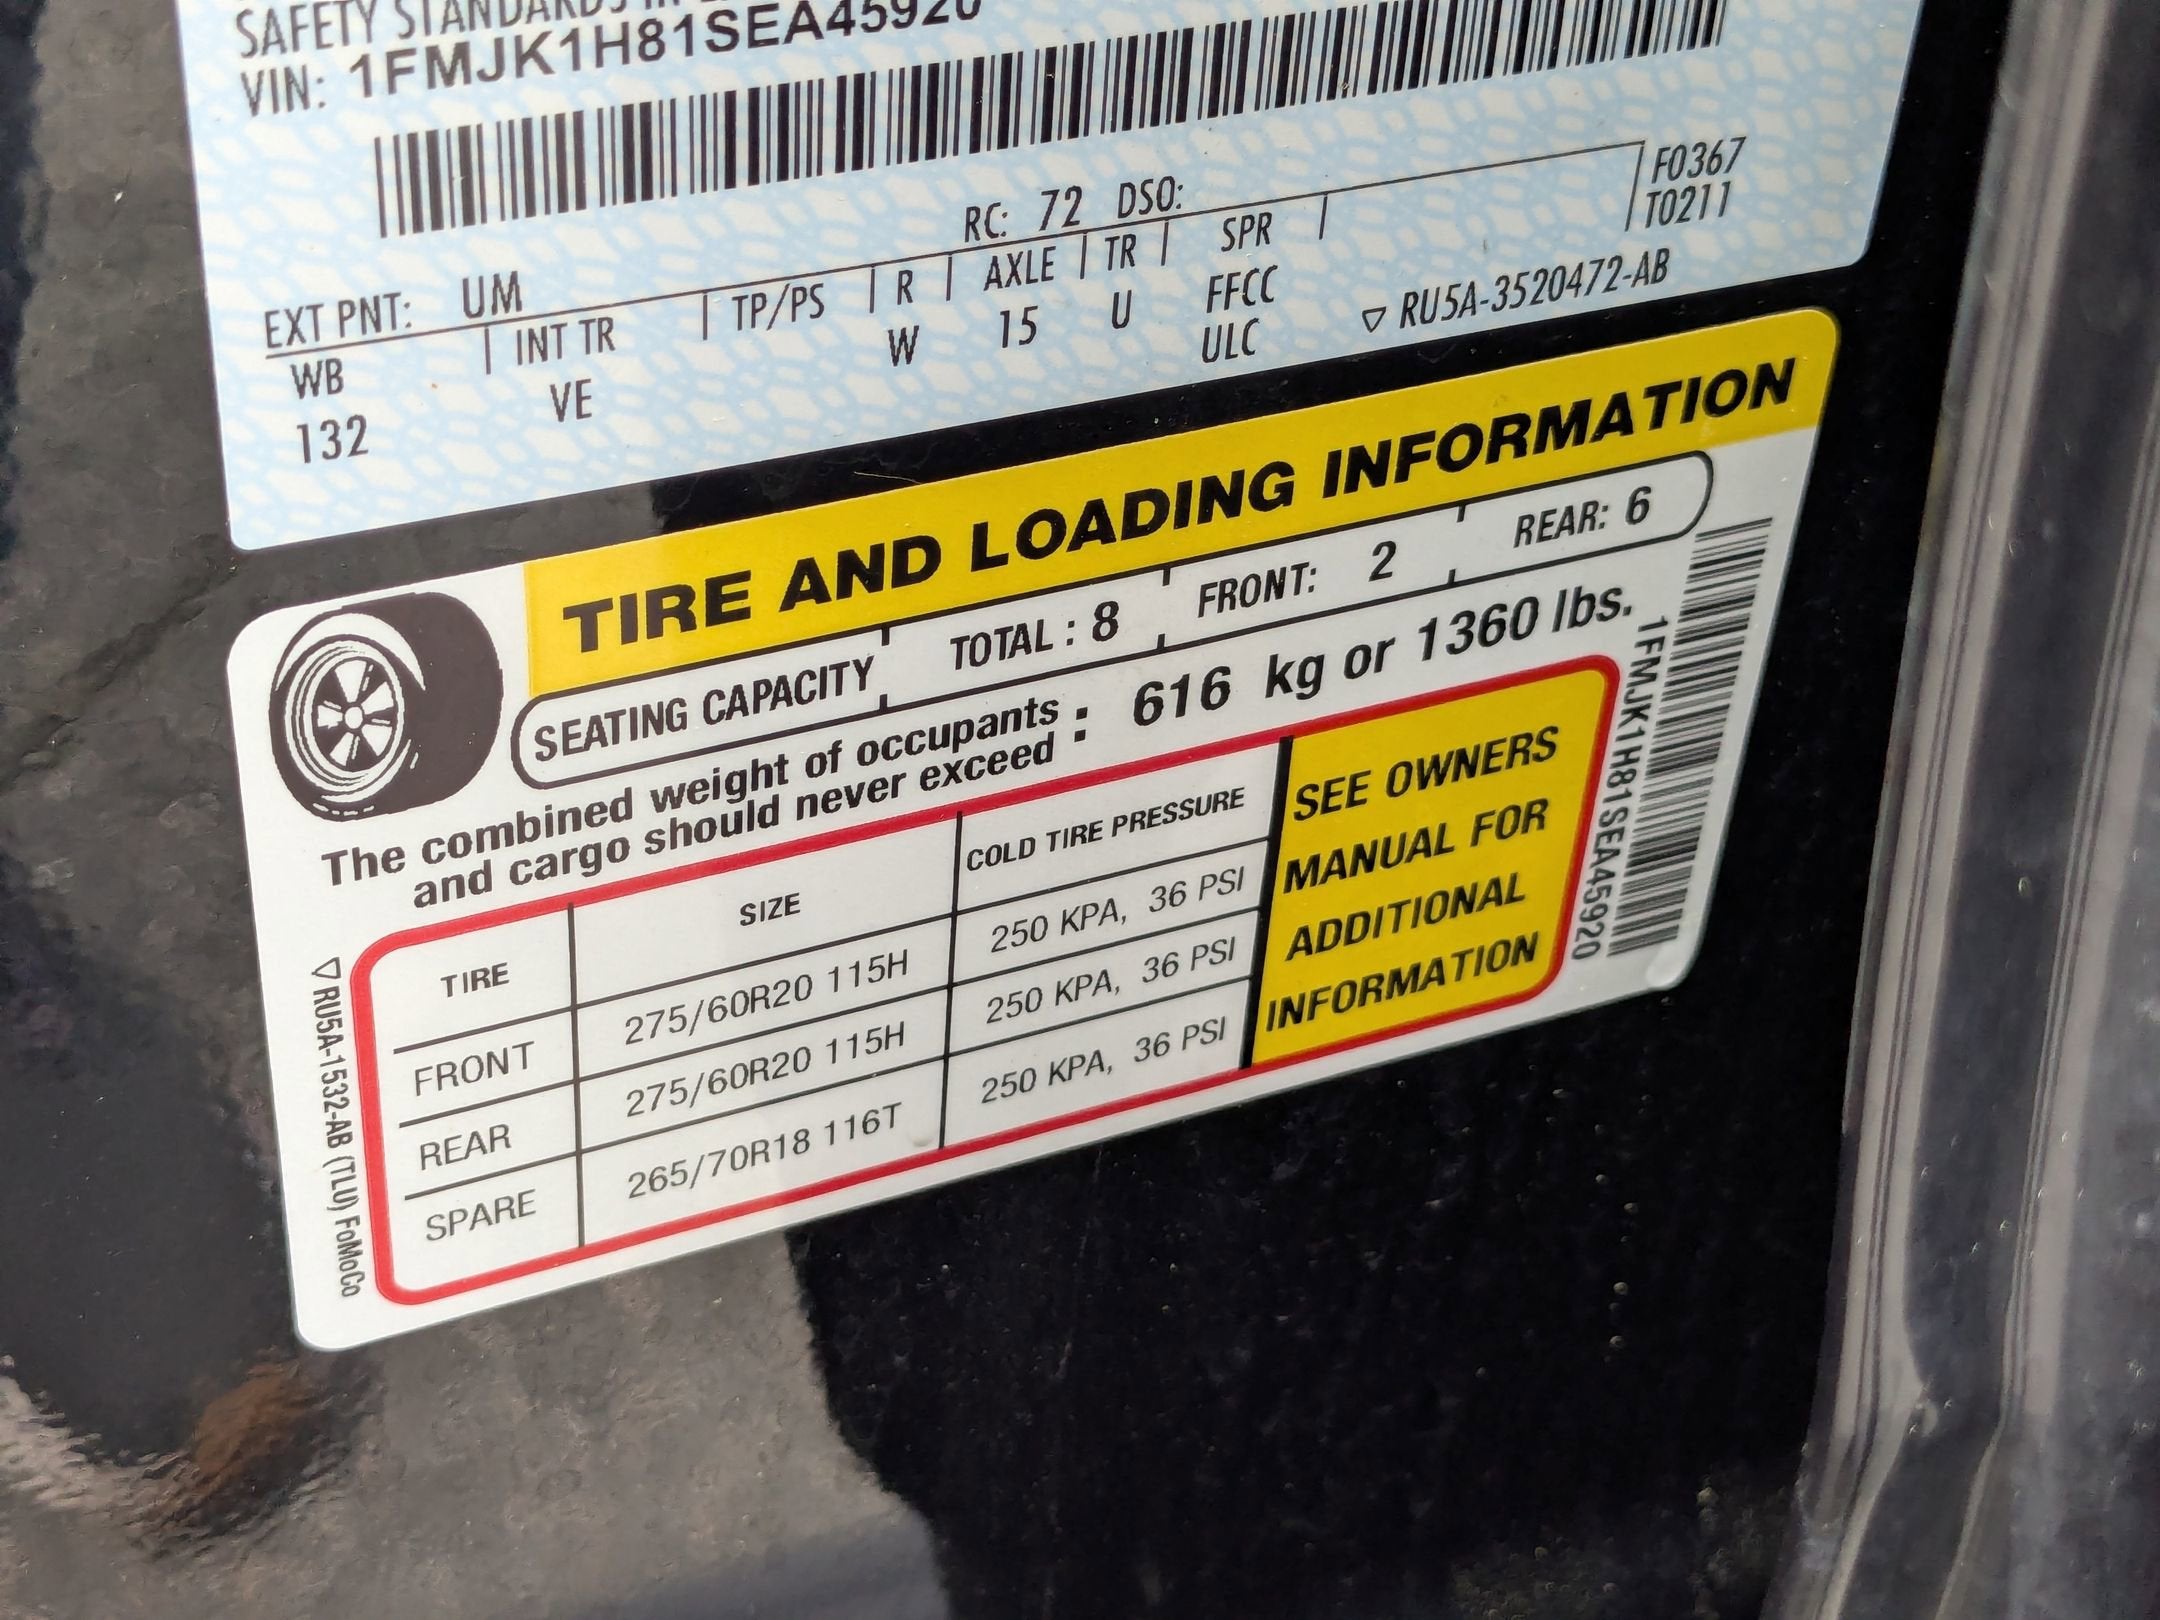 SAFETY STANDARDS IN
VIN: 1FMJK1H81SEA45920
RC: 72 DSO:
F0367
T0211
EXT PNT: UM
WB | INT TR | TP/PS | R | AXLE | TR | SPR |
132 VE W 15 U FFCC
ULC
▽ RU5A-3520472-AB
TIRE AND LOADING INFORMATION
SEATING CAPACITY TOTAL : 8 FRONT: 2 REAR: 6
The combined weight of occupants
and cargo should never exceed : 616 kg or 1360 lbs.
TIRE SIZE COLD TIRE PRESSURE
FRONT 275/60R20 115H 250 KPA, 36 PSI
REAR 275/60R20 115H 250 KPA, 36 PSI
SPARE 265/70R18 116T 250 KPA, 36 PSI
SEE OWNERS
MANUAL FOR
ADDITIONAL
INFORMATION
1FMJK1H81SEA45920
▽ RU5A-1532-AB (TLU) FoMoCo